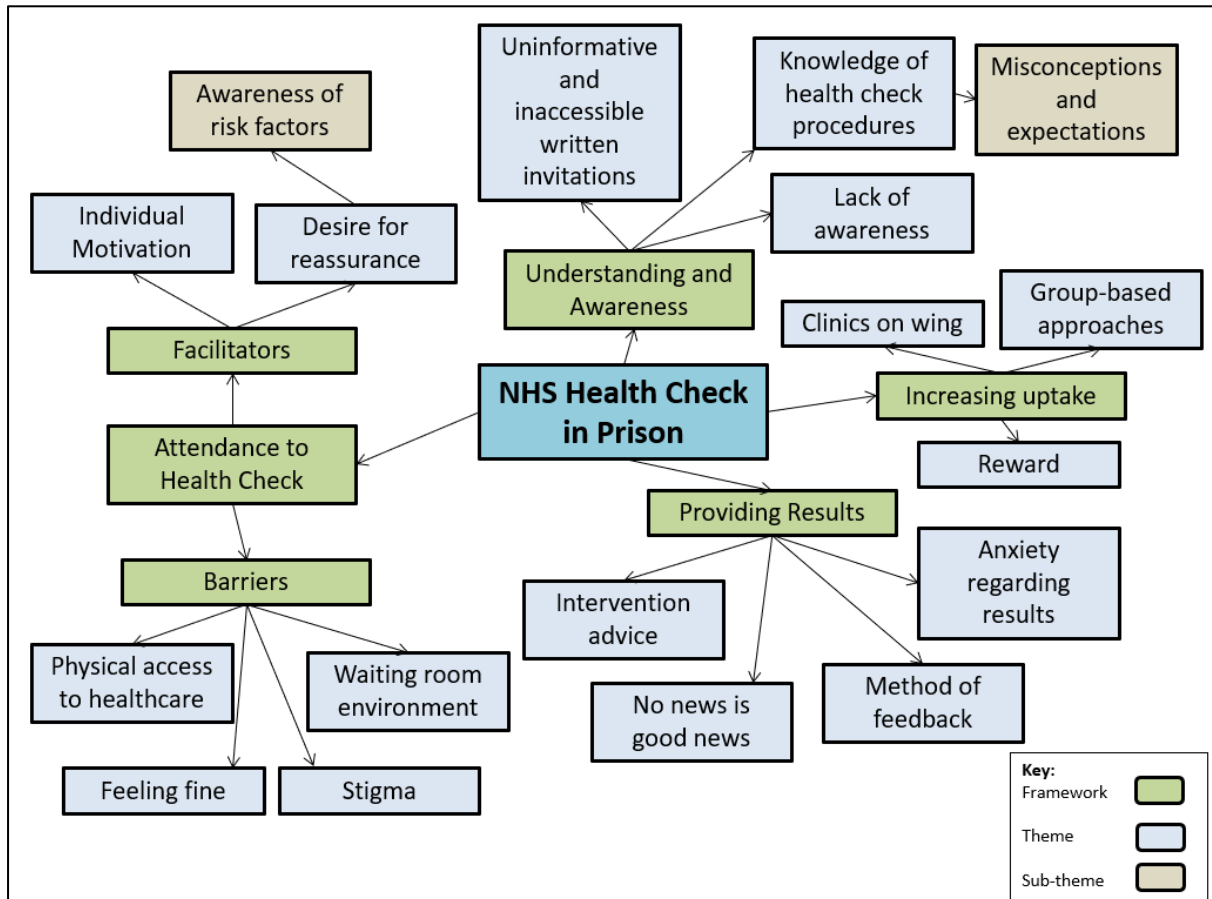 Uninformative
and
inaccessible
written
invitations
Knowledge of
health check
procedures
Misconceptions
and
expectations
Awareness of
risk factors
Individual
Motivation
Desire for
reassurance
Lack of
awareness
Understanding and
Awareness
Group-based
approaches
Clinics on wing
Facilitators
NHS Health Check
in Prison
Increasing uptake
Attendance to
Health Check
Reward
Providing Results
Barriers
Anxiety
regarding
results
Intervention
advice
Physical access
to healthcare
Waiting room
environment
No news is
good news
Method of
feedback
Feeling fine
Stigma
Key:
Framework
Theme
Sub-theme